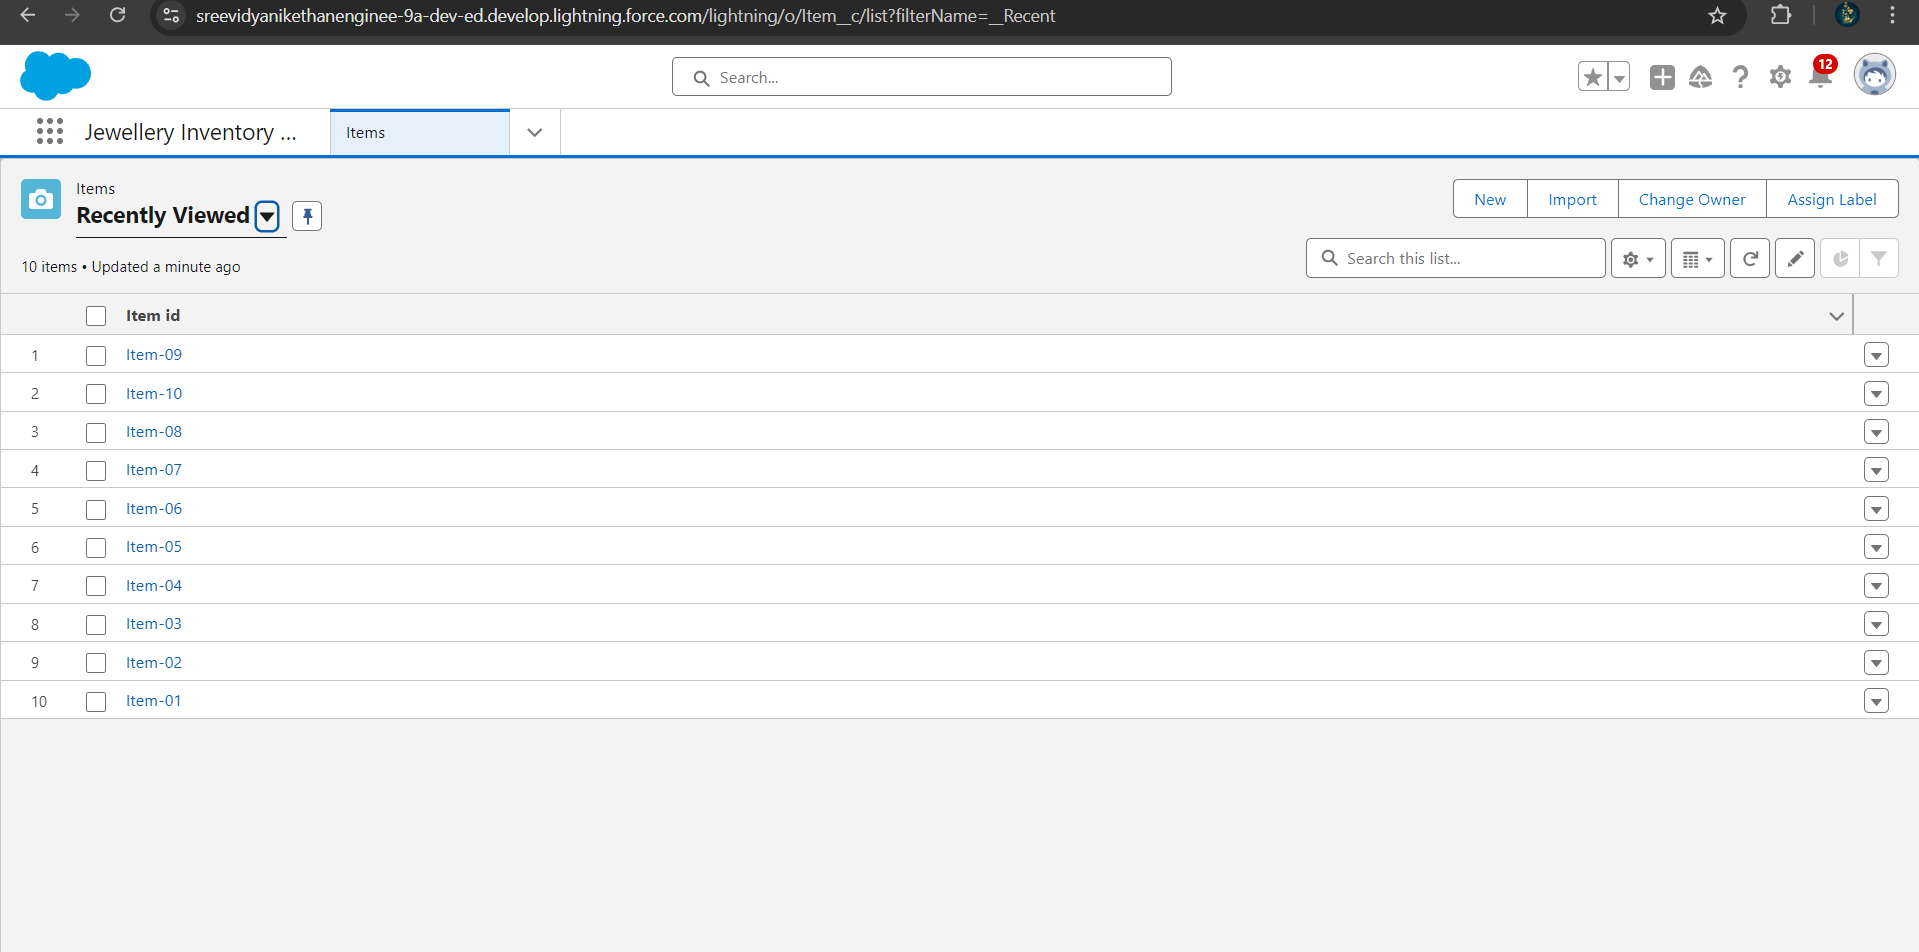 sreevidyanikethanenginee-9a-dev-ed.develop.lightning.force.com/lightning/o/Item__c/list?filterName=__Recent
Search...
12
Jewellery Inventory ...
Items
Items
Recently Viewed
New
Import
Change Owner
Assign Label
10 items • Updated a minute ago
Search this list...
Item id
1 Item-09
2 Item-10
3 Item-08
4 Item-07
5 Item-06
6 Item-05
7 Item-04
8 Item-03
9 Item-02
10 Item-01